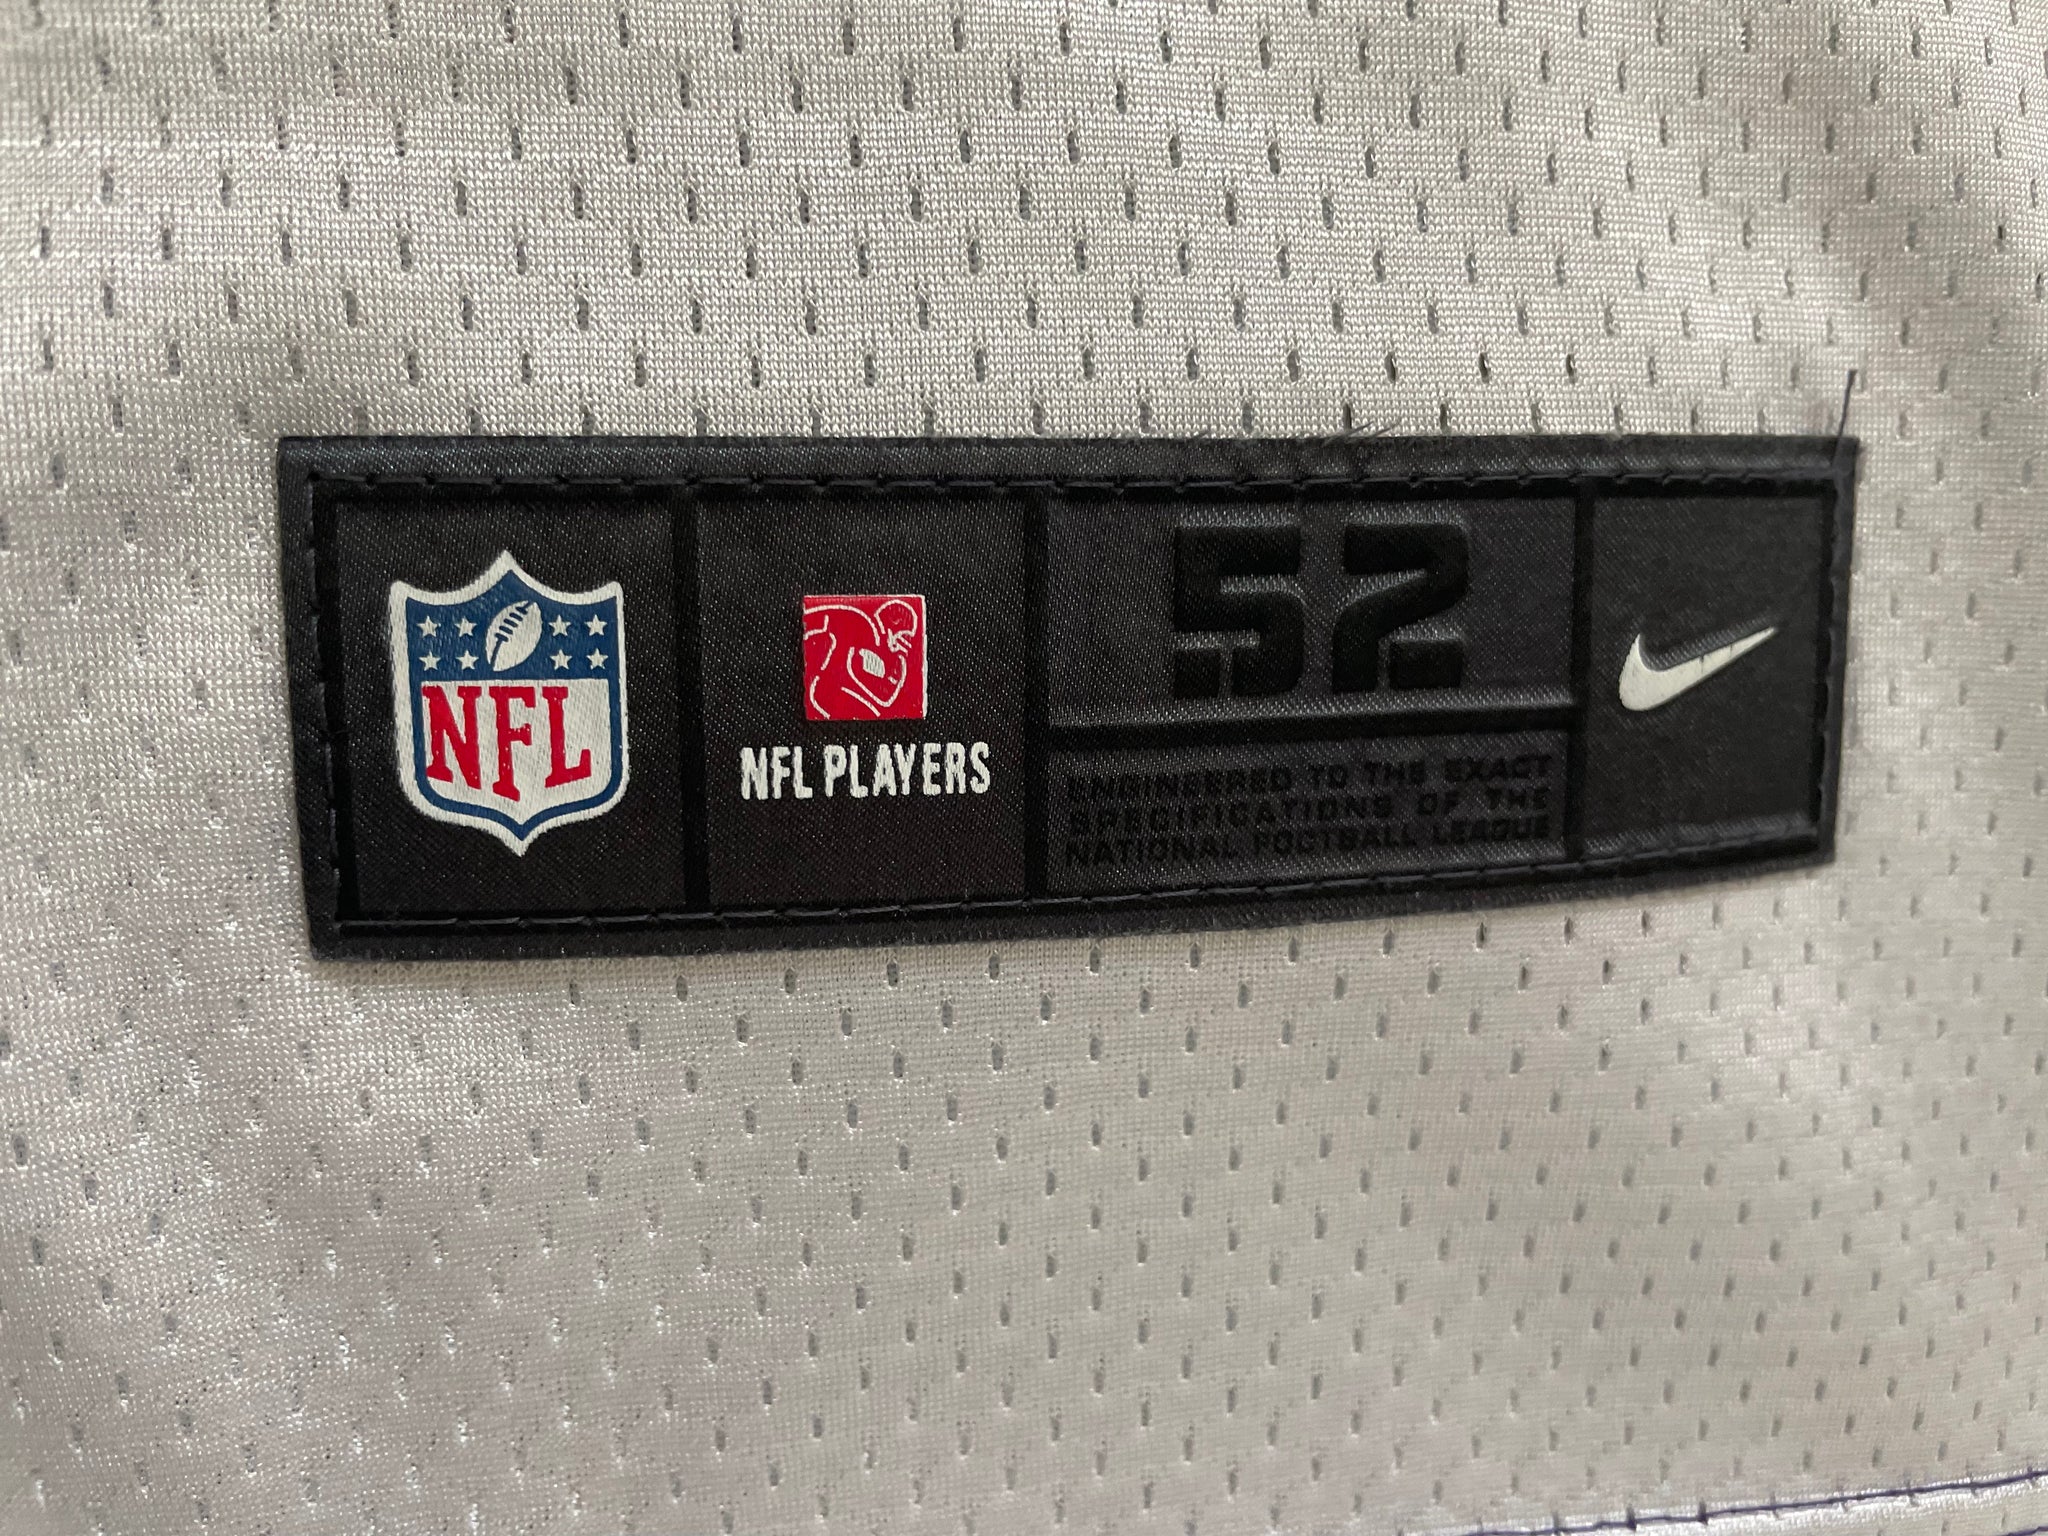 NFL
NFL PLAYERS
52
ENGINEERED TO THE EXACT
SPECIFICATIONS OF THE
NATIONAL FOOTBALL LEAGUE